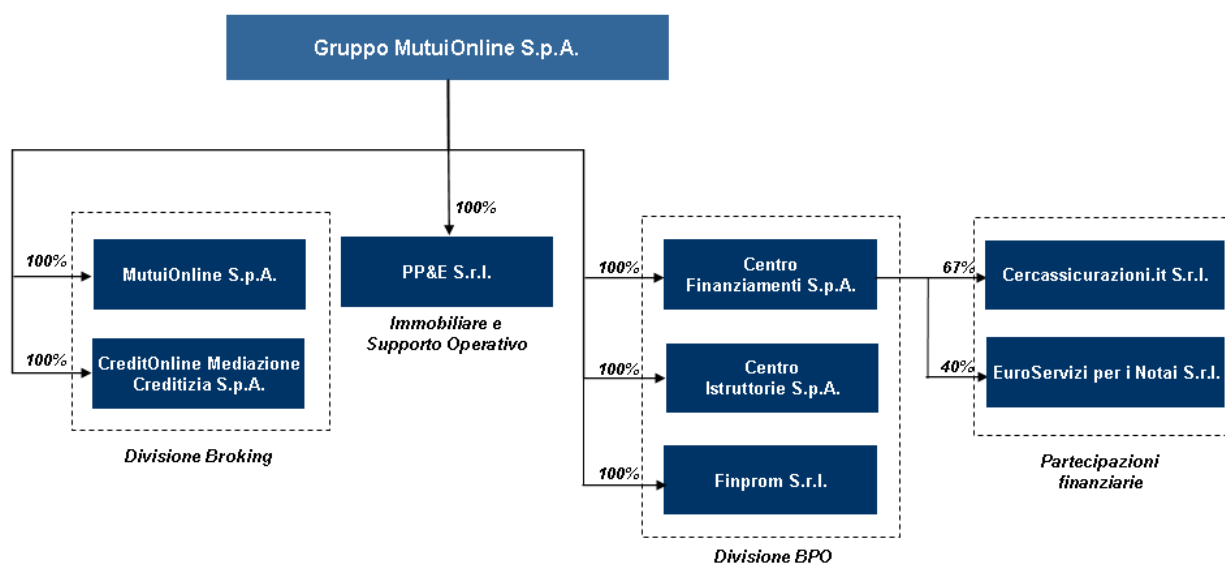 Gruppo MutuiOnline S.p.A.
100%
100%
MutuiOnline S.p.A.
100%
CreditOnline Mediazione
Creditizia S.p.A.
Divisione Broking
PP&E S.r.l.
Immobiliare e
Supporto Operativo
100%
Centro
Finanziamenti S.p.A.
100%
Centro
Istruttorie S.p.A.
100%
Finprom S.r.l.
Divisione BPO
67%
Cercassicurazioni.it S.r.l.
40%
EuroServizi per i Notai S.r.l.
Partecipazioni
finanziarie